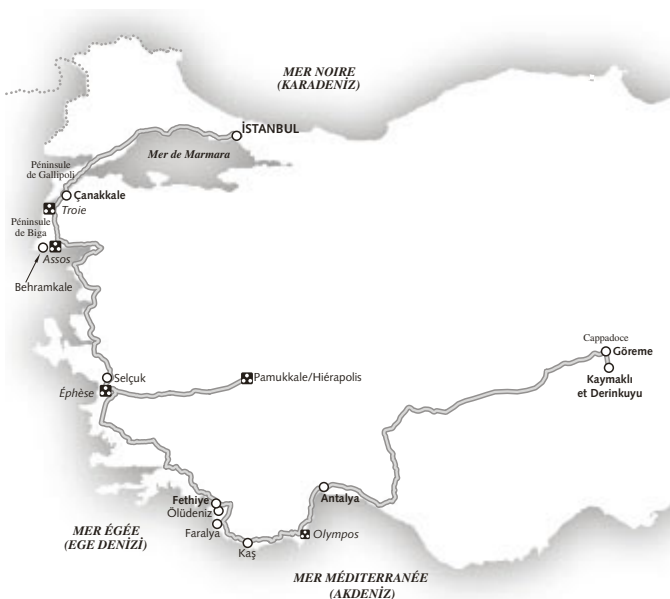 MER NOIRE
(KARADENİZ)
İSTANBUL
Mer de Marmara
Péninsule
de Gallipoli
Çanakkale
Troie
Péninsule
de Biga
Assos
Behramkale
Cappadoce
Göreme
Kaymaklı
et Derinkuyu
Selçuk
Pamukkale/Hiérapolis
Éphèse
Fethiye
Ölüdeniz
Faralya
Kaş
Antalya
Olympos
MER ÉGÉE
(EGE DENİZİ)
MER MÉDITERRANÉE
(AKDENİZ)